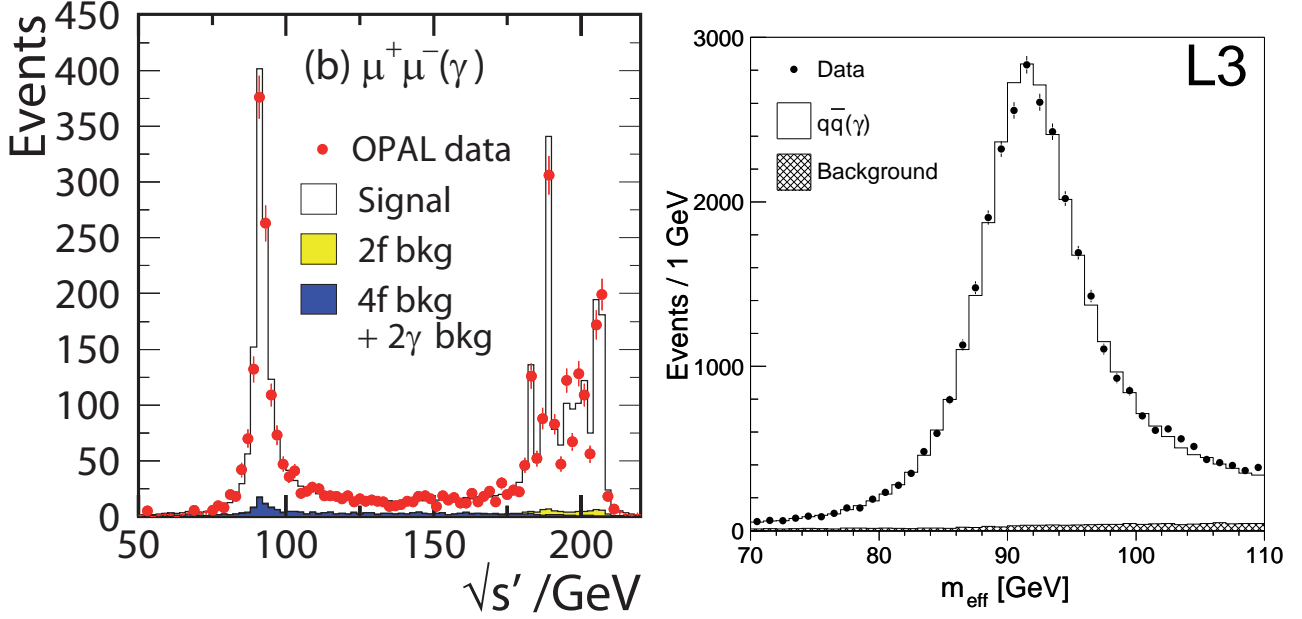 Events
450
400
350
300
250
200
150
100
50
0
(b) μ⁺μ⁻(γ)
OPAL data
Signal
2f bkg
4f bkg
+ 2γ bkg
50 100 150 200
√s′ /GeV
Events / 1 GeV
3000
2000
1000
0
L3
Data
qq̅(γ)
Background
70 80 90 100 110
m_eff [GeV]